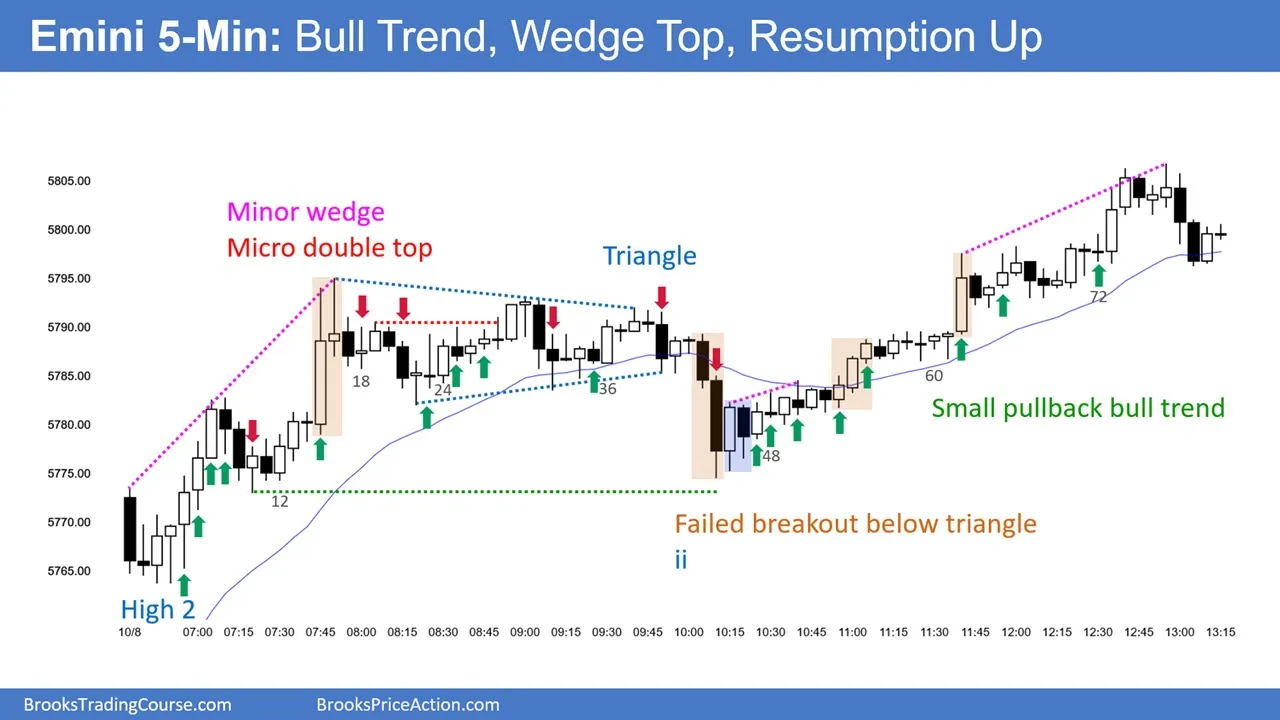 Emini 5-Min: Bull Trend, Wedge Top, Resumption Up
5805.00
5800.00
5795.00
5790.00
5785.00
5780.00
5775.00
5770.00
5765.00
Minor wedge
Micro double top
Triangle
18
24
36
12
48
60
72
Small pullback bull trend
Failed breakout below triangle
ii
High 2
10/8 07:00 07:15 07:30 07:45 08:00 08:15 08:30 08:45 09:00 09:15 09:30 09:45 10:00 10:15 10:30 10:45 11:00 11:15 11:30 11:45 12:00 12:15 12:30 12:45 13:00 13:15
BrooksTradingCourse.com BrooksPriceAction.com